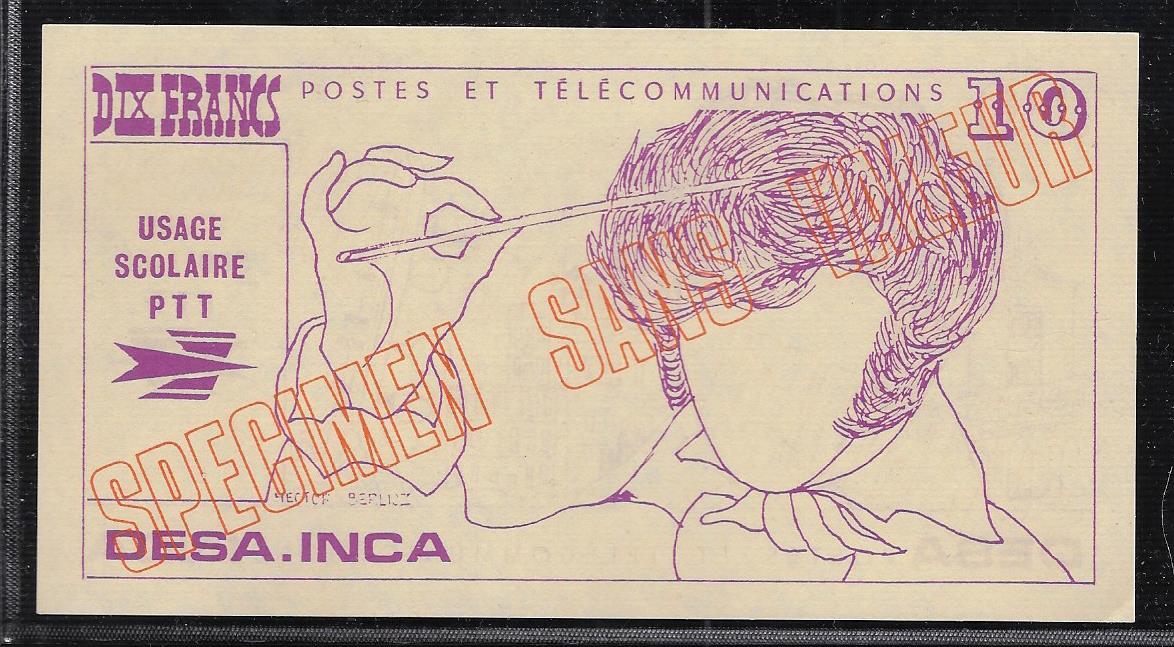 DIX FRANCS
POSTES ET TÉLÉCOMMUNICATIONS
10
USAGE
SCOLAIRE
PTT
SPECIMEN SANS VALEUR
HECTOR BERLIOZ
DESA.INCA